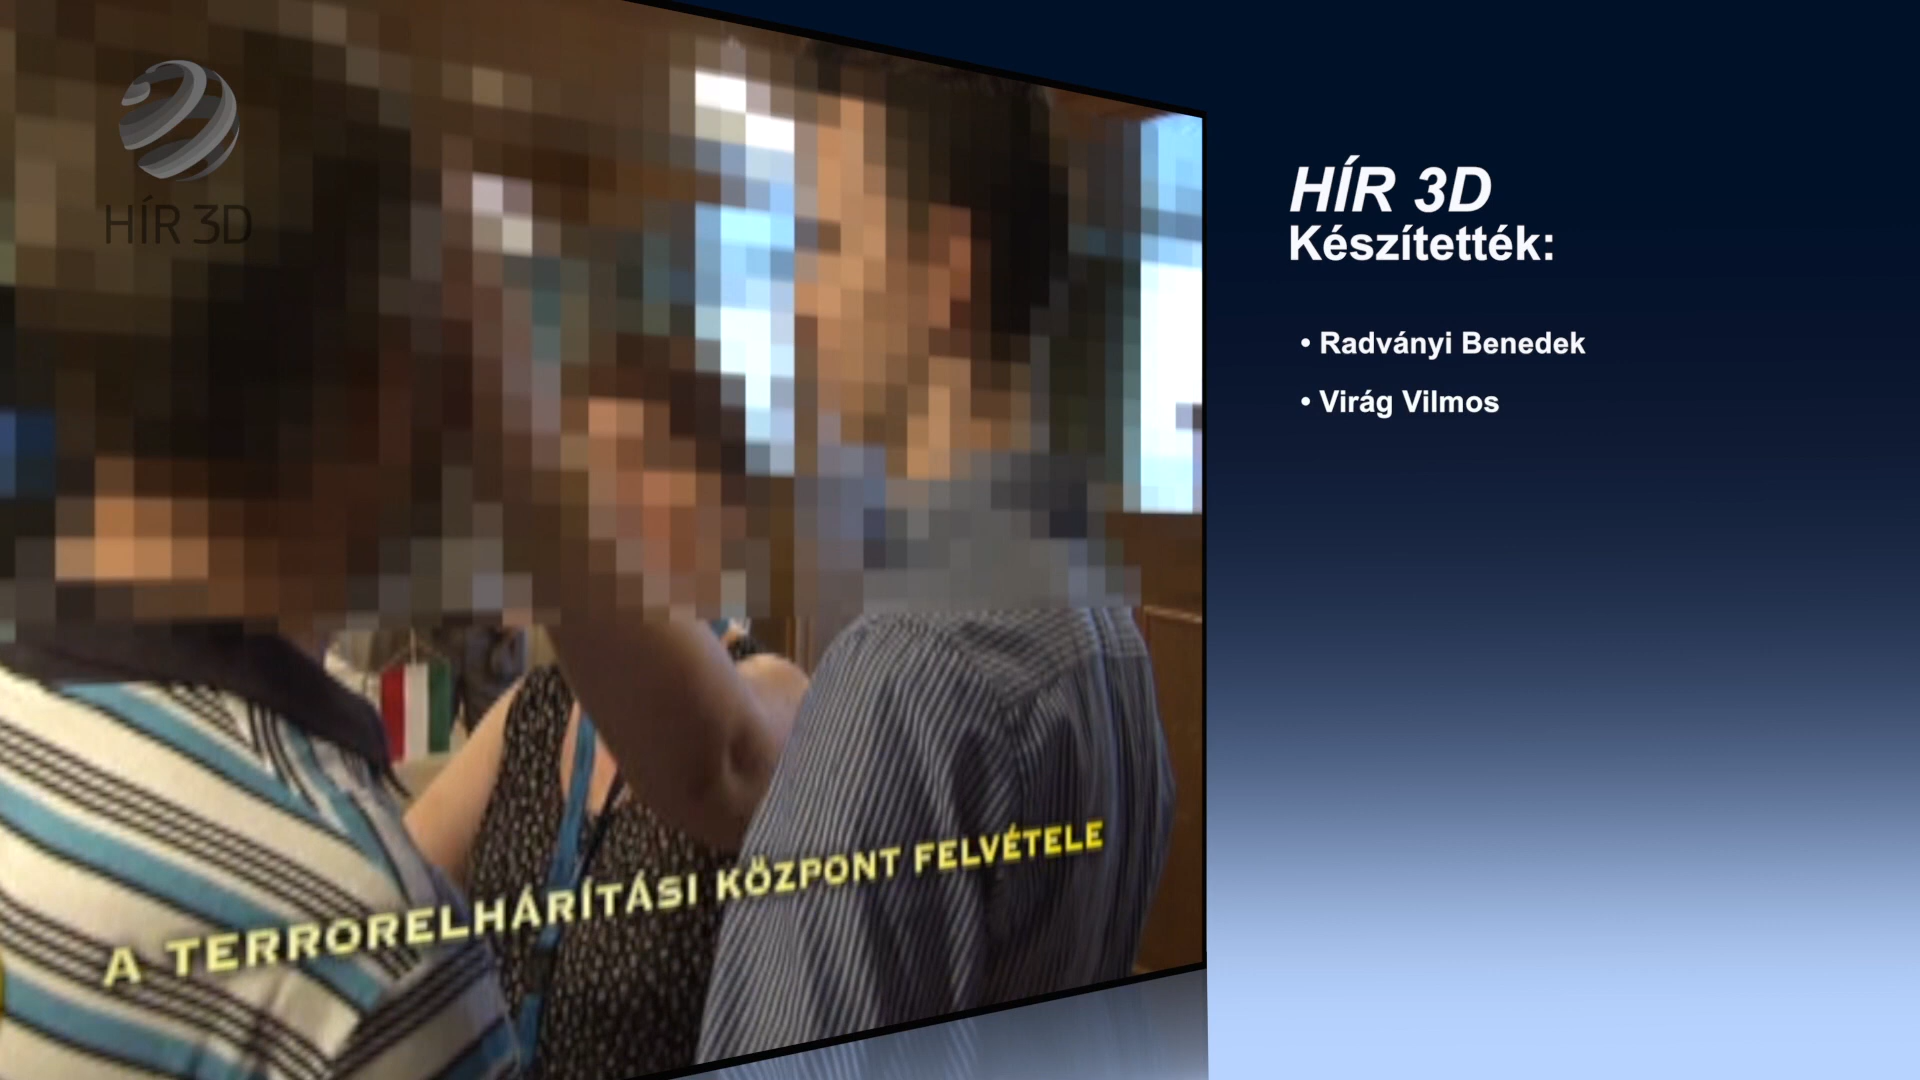 HÍR 3D
A TERRORELHÁRÍTÁSI KÖZPONT FELVÉTELE
HÍR 3D
Készítették:
• Radványi Benedek
• Virág Vilmos